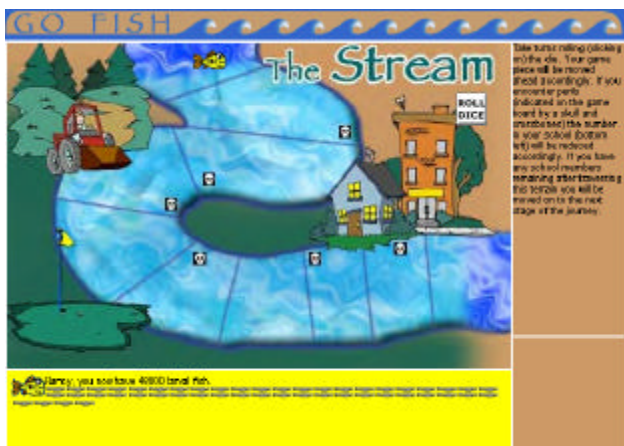 GO FISH
The Stream
ROLL
DICE
Take turns rolling (clicking
on) the die. Your game
piece will be moved
ahead accordingly. If you
encounter perils
(indicated on the game
board by a skull and
crossbones) the number
in your School (bottom
left) will be reduced
accordingly. If you have
any school members
remaining after traversing
this terrain you will be
moved on to the next
stage of the journey.
you now have 40000 larval fish.